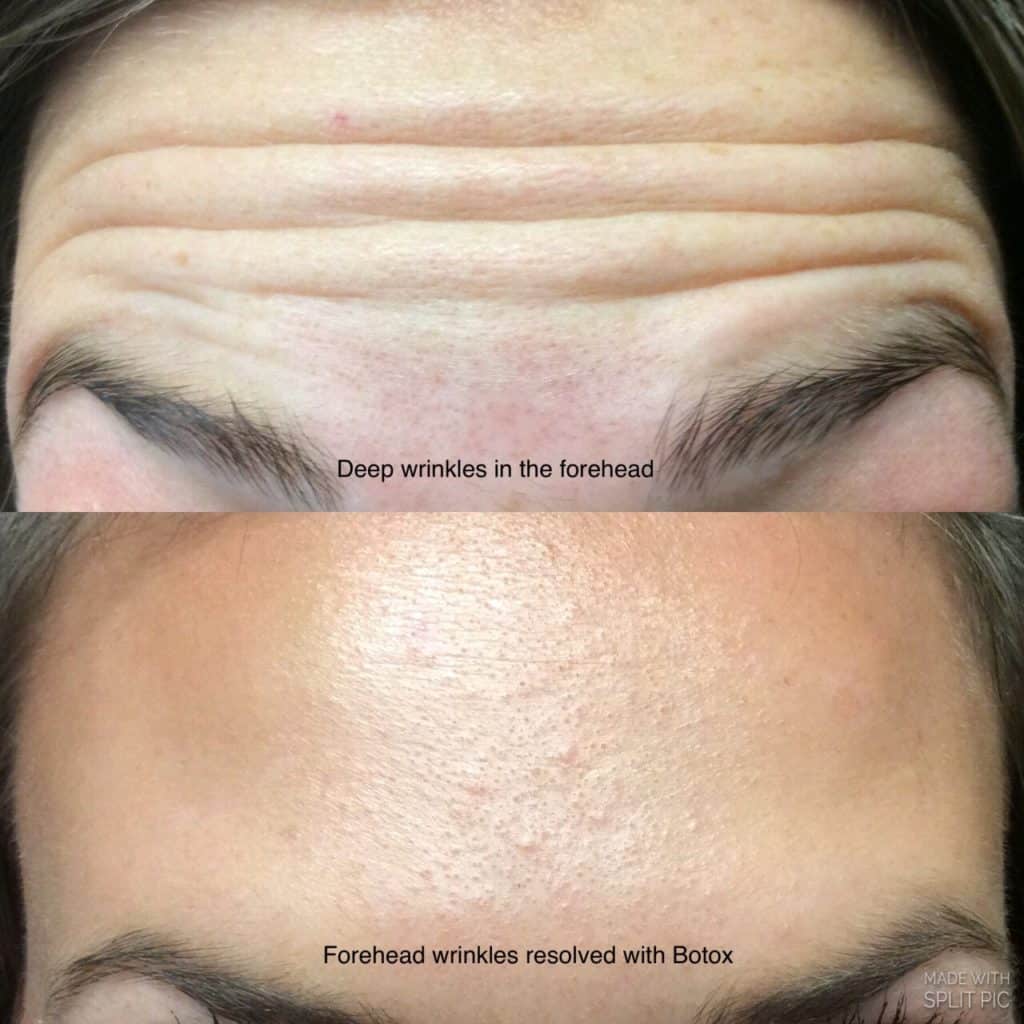 Deep wrinkles in the forehead
Forehead wrinkles resolved with Botox
MADE WITH
SPLIT PIC